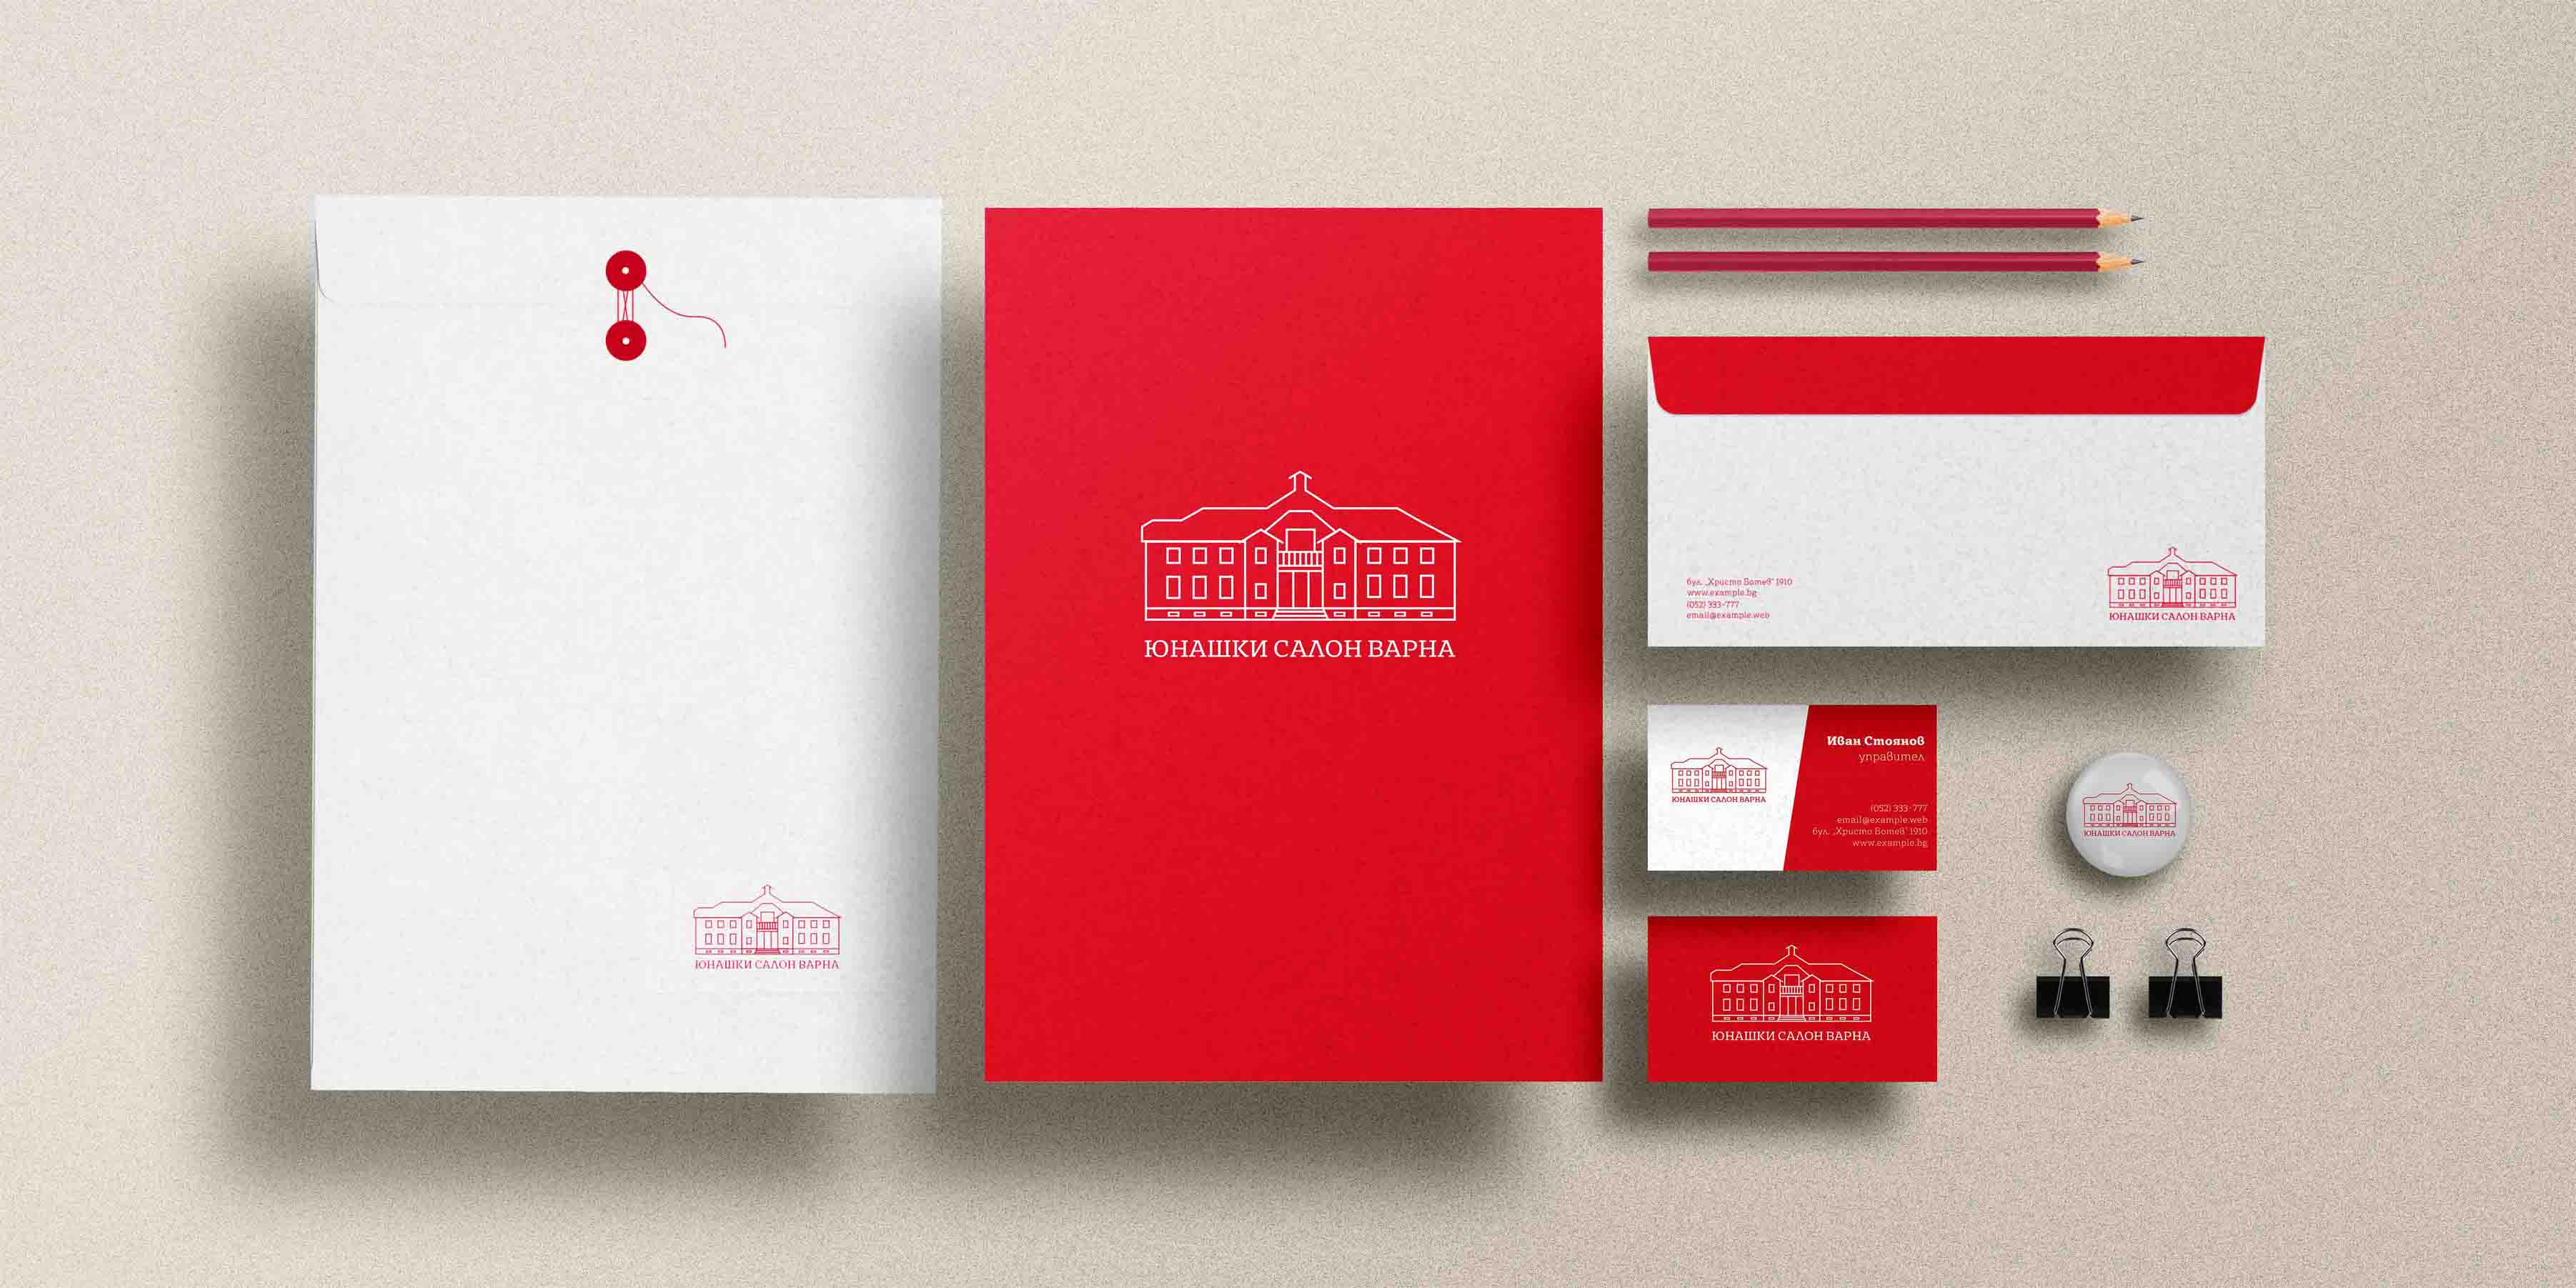 ЮНАШКИ САЛОН ВАРНА
ЮНАШКИ САЛОН ВАРНА
бул. „Христо Ботев" 1910
www.example.bg
(052) 333-777
email@example.web
ЮНАШКИ САЛОН ВАРНА
ЮНАШКИ САЛОН ВАРНА
Иван Стоянов
управител
(052) 333-777
email@example.web
бул. „Христо Ботев" 1910
www.example.bg
ЮНАШКИ САЛОН ВАРНА
ЮНАШКИ САЛОН ВАРНА